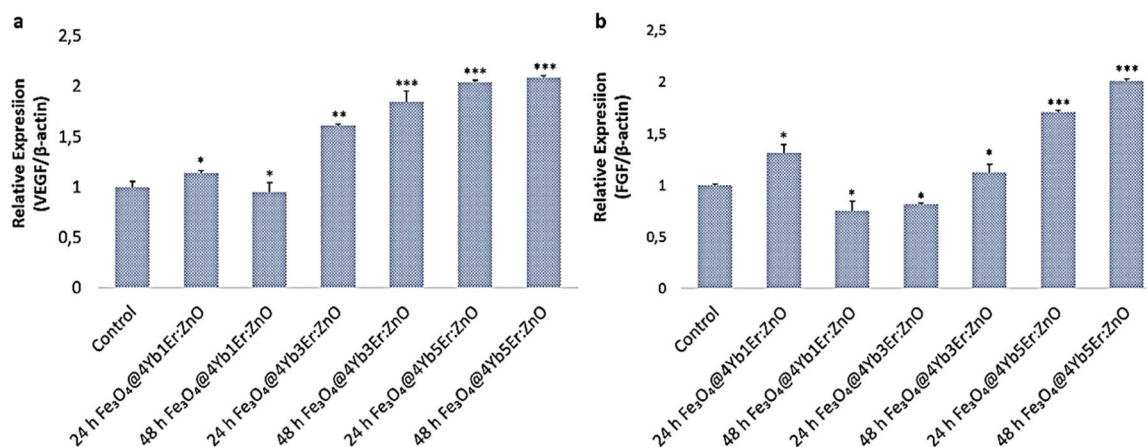 a
2,5
2
1,5
1
0,5
0
Relative Expresiion
(VEGF/β-actin)
*
*
**
***
***
***
Control
24 h Fe₃O₄@4Yb1Er:ZnO
48 h Fe₃O₄@4Yb1Er:ZnO
24 h Fe₃O₄@4Yb3Er:ZnO
48 h Fe₃O₄@4Yb3Er:ZnO
24 h Fe₃O₄@4Yb5Er:ZnO
48 h Fe₃O₄@4Yb5Er:ZnO
b
2,5
2
1,5
1
0,5
0
Relative Expresiion
(FGF/β-actin)
*
*
*
*
***
***
Control
24 h Fe₃O₄@4Yb1Er:ZnO
48 h Fe₃O₄@4Yb1Er:ZnO
24 h Fe₃O₄@4Yb3Er:ZnO
48 h Fe₃O₄@4Yb3Er:ZnO
24 h Fe₃O₄@4Yb5Er:ZnO
48 h Fe₃O₄@4Yb5Er:ZnO